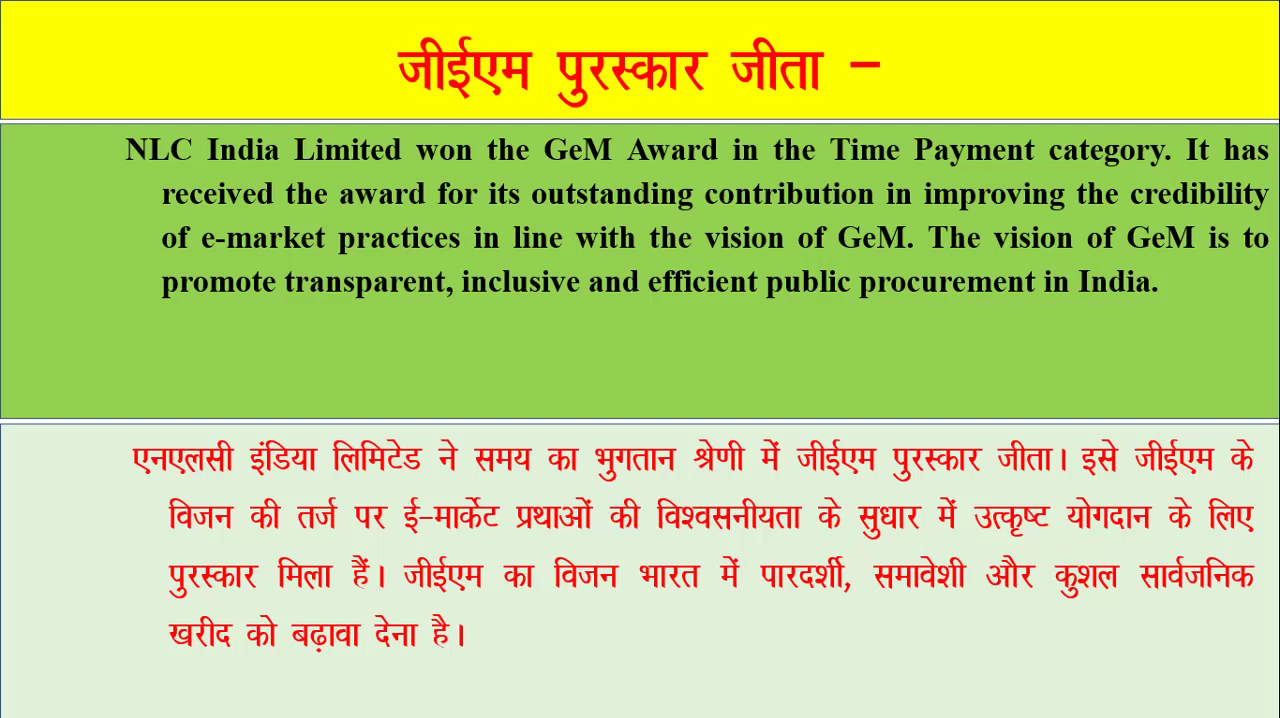 जीईएम पुरस्कार जीता –
NLC India Limited won the GeM Award in the Time Payment category. It has
received the award for its outstanding contribution in improving the credibility
of e-market practices in line with the vision of GeM. The vision of GeM is to
promote transparent, inclusive and efficient public procurement in India.
एनएलसी इंडिया लिमिटेड ने समय का भुगतान श्रेणी में जीईएम पुरस्कार जीता। इसे जीईएम के
विजन की तर्ज पर ई-मार्केट प्रथाओं की विश्वसनीयता के सुधार में उत्कृष्ट योगदान के लिए
पुरस्कार मिला हैं। जीईएम का विजन भारत में पारदर्शी, समावेशी और कुशल सार्वजनिक
खरीद को बढ़ावा देना है।